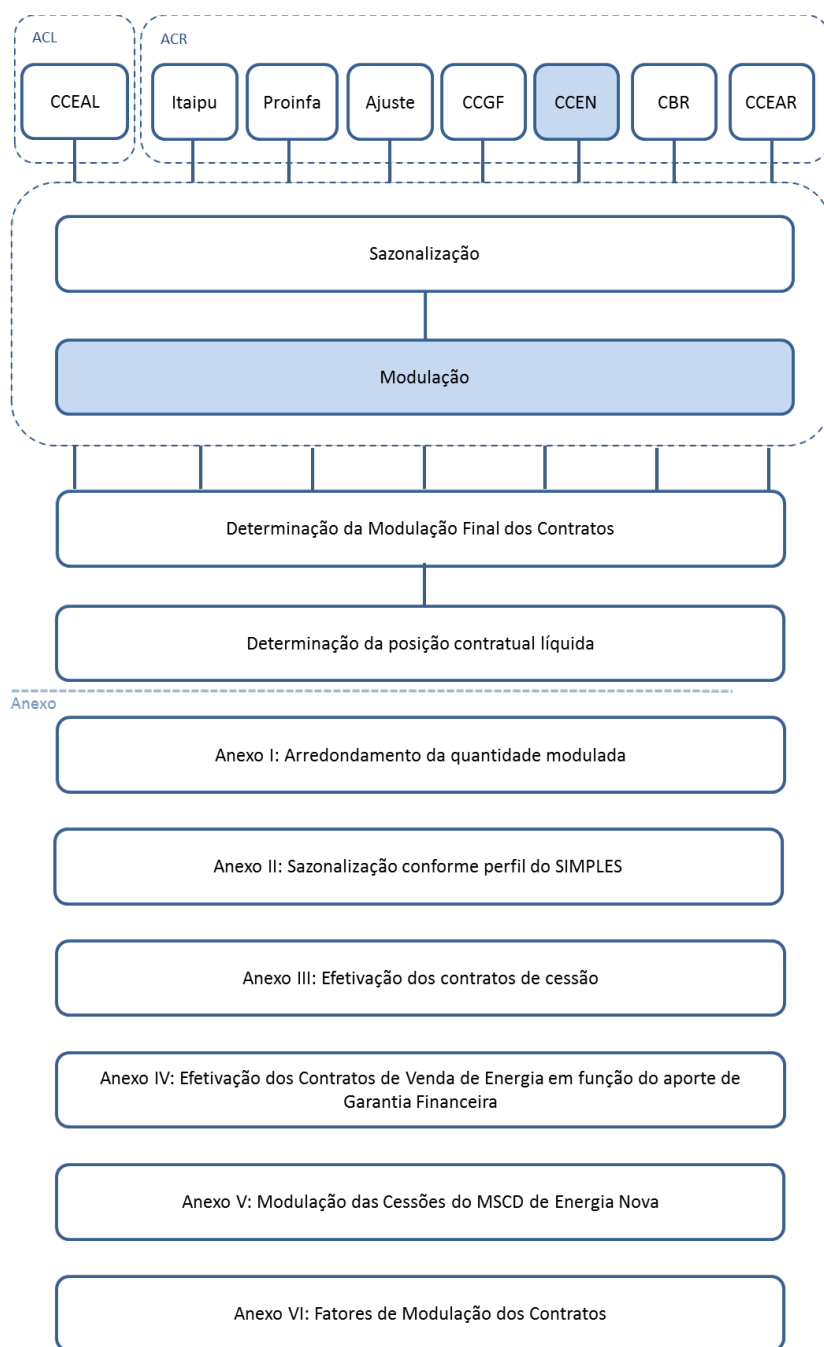 ACL
ACR
CCEAL
Itaipu
Proinfa
Ajuste
CCGF
CCEN
CBR
CCEAR
Sazonalização
Modulação
Determinação da Modulação Final dos Contratos
Determinação da posição contratual líquida
Anexo
Anexo I: Arredondamento da quantidade modulada
Anexo II: Sazonalização conforme perfil do SIMPLES
Anexo III: Efetivação dos contratos de cessão
Anexo IV: Efetivação dos Contratos de Venda de Energia em função do aporte de
Garantia Financeira
Anexo V: Modulação das Cessões do MSCD de Energia Nova
Anexo VI: Fatores de Modulação dos Contratos